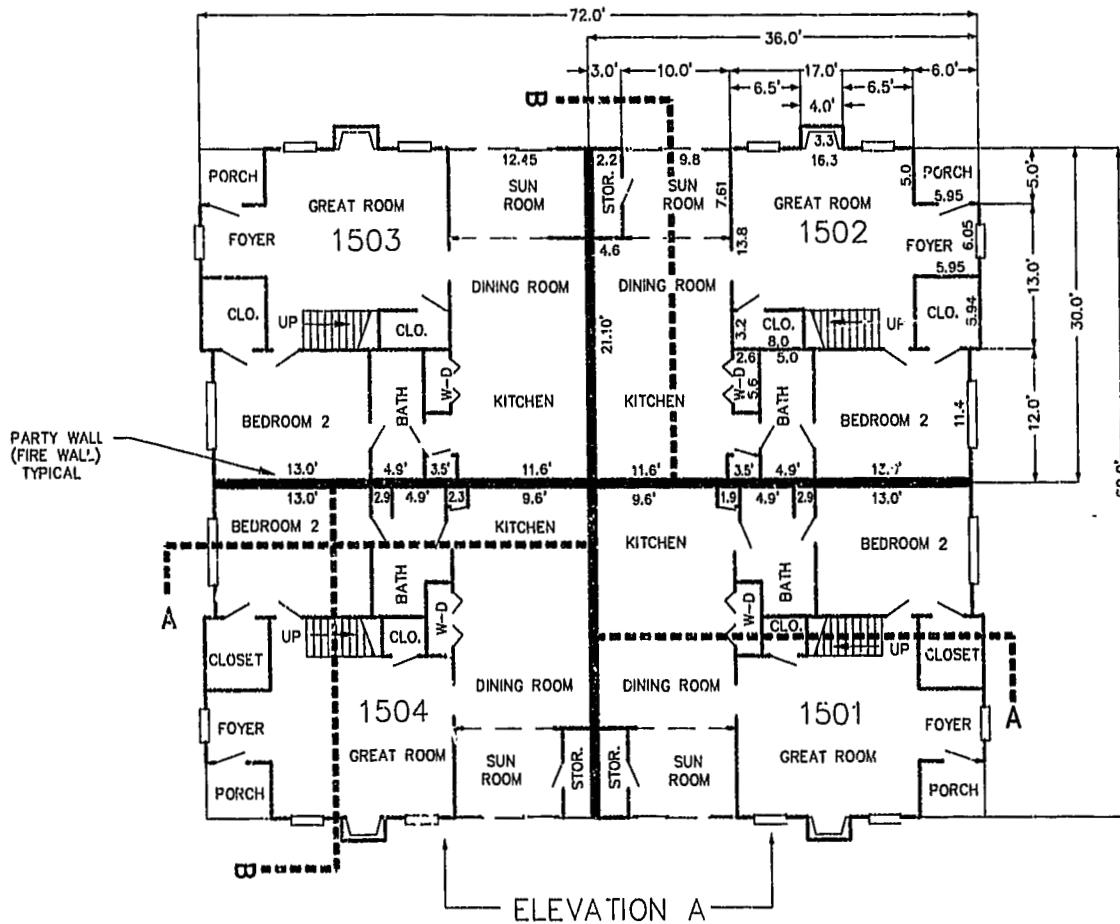 72.0'
36.0'
3.0' 10.0' 17.0' 6.0'
6.5' 6.5'
4.0'
B
3.3
12.45 2.2 9.8 16.3
PORCH SUN ROOM STOR. SUN ROOM 7.61 5.0 PORCH 5.0'
GREAT ROOM GREAT ROOM 5.95
FOYER 1503 1502 FOYER 6.05
4.6 13.8
DINING ROOM DINING ROOM 5.95
13.0' 30.0'
CLO. UP CLO. 21.10' 3.2 CLO. UP CLO. 5.94
8.0
2.6 5.0
W-D W-D 5.6
BEDROOM 2 BATH KITCHEN KITCHEN BATH BEDROOM 2 11.4 12.0'
PARTY WALL
(FIRE WALL)
TYPICAL
13.0' 4.9' 3.5' 11.6' 11.6' 3.5' 4.9'
13.0' 2.9 4.9' 2.3 9.6' 9.6' 1.9 4.9' 2.9 13.0'
BEDROOM 2 KITCHEN KITCHEN BEDROOM 2
BATH BATH
A W-D W-D
UP CLO. CLO. UP
CLOSET CLOSET
DINING ROOM DINING ROOM
1504 1501 A
FOYER FOYER
GREAT ROOM GREAT ROOM
SUN ROOM STOR. STOR. SUN ROOM
PORCH PORCH
B
ELEVATION A